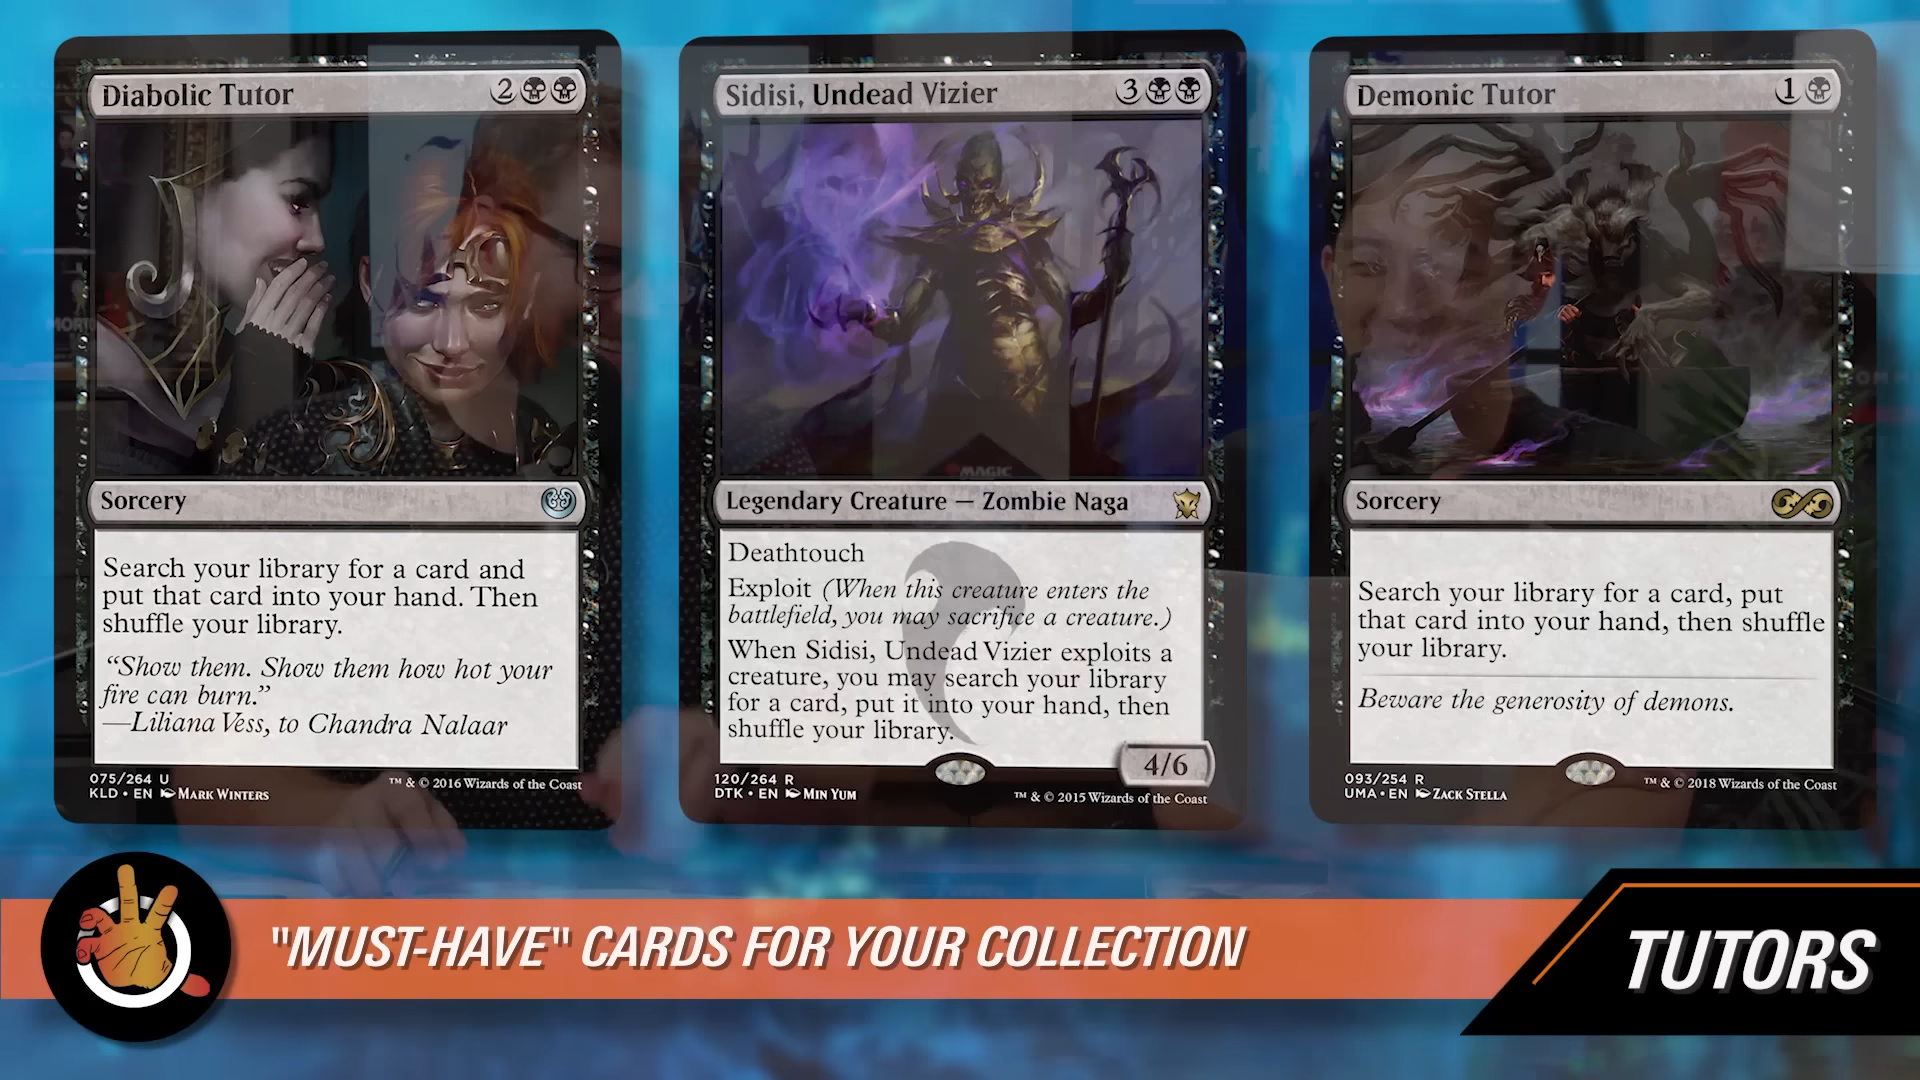 Diabolic Tutor 2
Sorcery
Search your library for a card and
put that card into your hand. Then
shuffle your library.
“Show them. Show them how hot your
fire can burn.”
—Liliana Vess, to Chandra Nalaar
075/264 U
KLD • EN Mark Winters
™ & © 2016 Wizards of the Coast
Sidisi, Undead Vizier 3
MAGIC
Legendary Creature — Zombie Naga
Deathtouch
Exploit (When this creature enters the
battlefield, you may sacrifice a creature.)
When Sidisi, Undead Vizier exploits a
creature, you may search your library
for a card, put it into your hand, then
shuffle your library.
4/6
120/264 R
DTK • EN Min Yum
™ & © 2015 Wizards of the Coast
Demonic Tutor 1
Sorcery
Search your library for a card, put
that card into your hand, then shuffle
your library.
Beware the generosity of demons.
093/254 R
UMA • EN Zack Stella
™ & © 2018 Wizards of the Coast
"MUST-HAVE" CARDS FOR YOUR COLLECTION
TUTORS